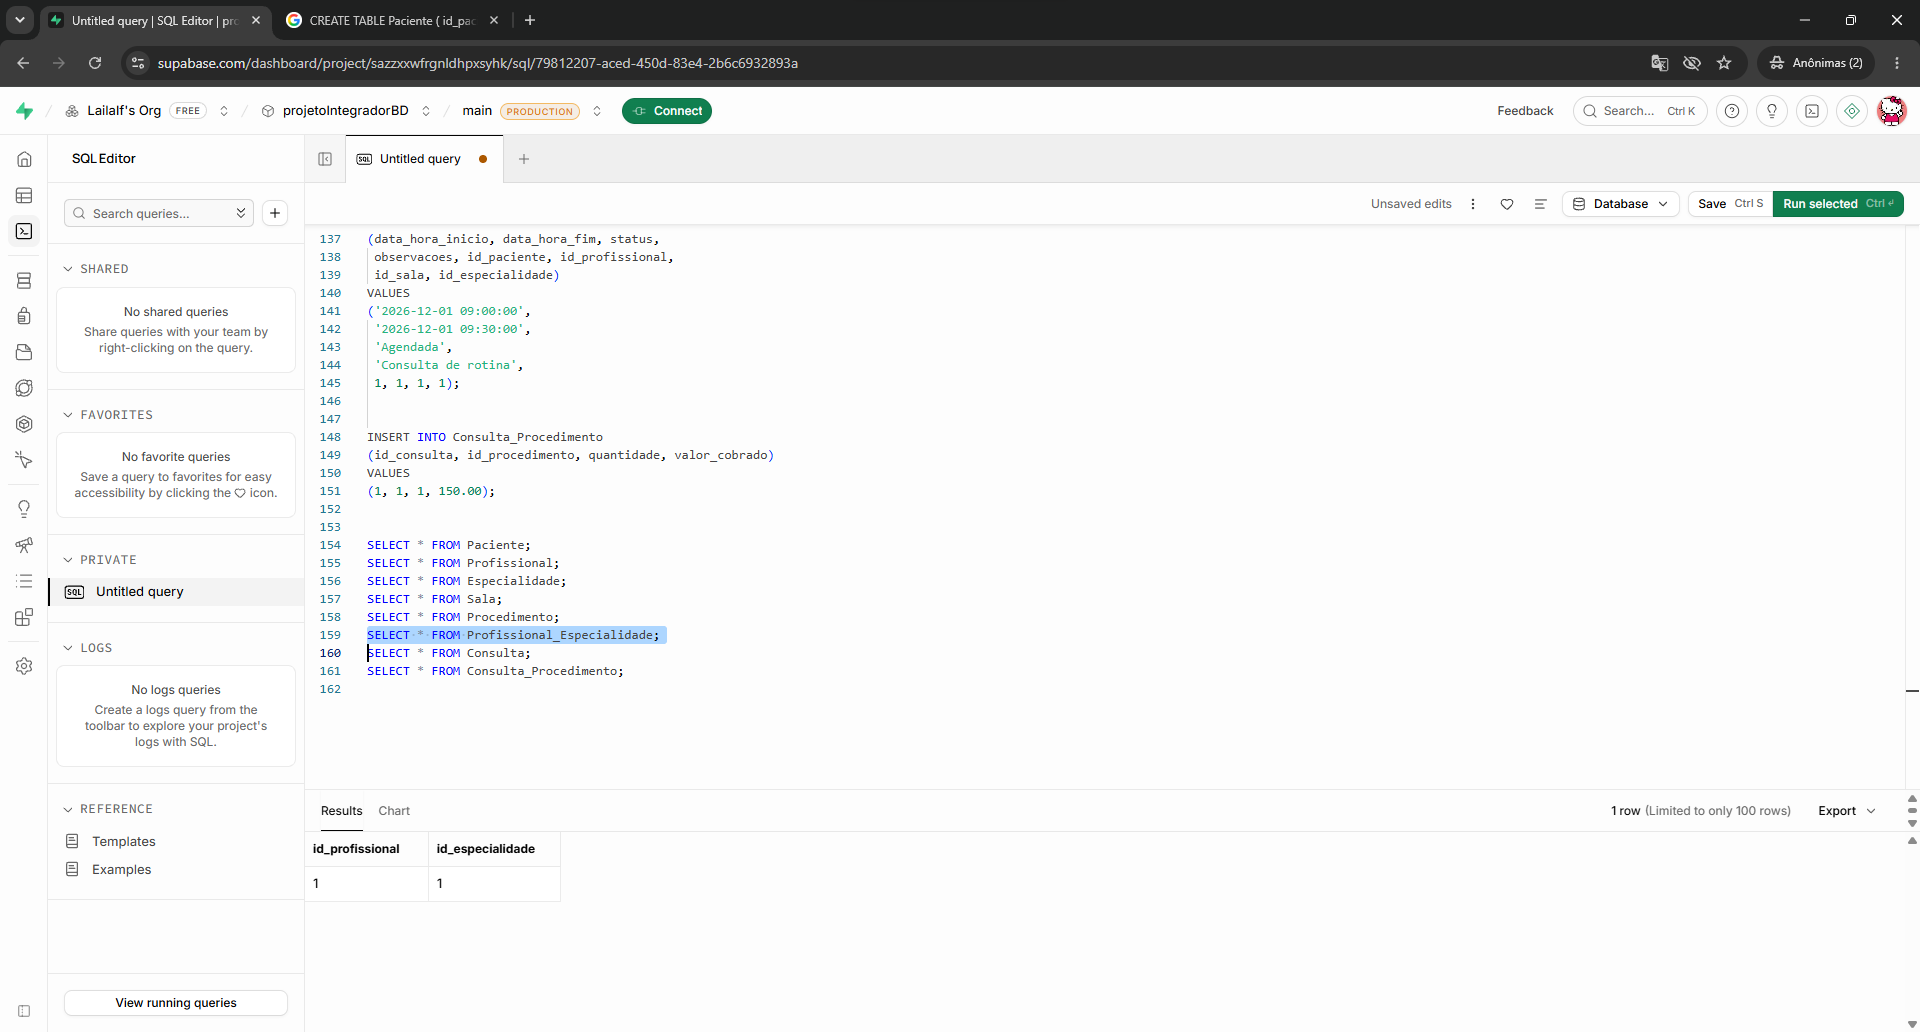 Untitled query | SQL Editor | pro
CREATE TABLE Paciente ( id_pac
supabase.com/dashboard/project/sazzxxwfrgnldhpxsyhk/sql/79812207-aced-450d-83e4-2b6c6932893a
Anônimas (2)
Lailalf's Org FREE
projetoIntegradorBD
main PRODUCTION
Connect
Feedback
Search... Ctrl K
SQL Editor
SQL Untitled query
Search queries...
Unsaved edits
Database
Save Ctrl S
Run selected Ctrl
SHARED
No shared queries
Share queries with your team by
right-clicking on the query.
FAVORITES
No favorite queries
Save a query to favorites for easy
accessibility by clicking the ♡ icon.
PRIVATE
SQL Untitled query
LOGS
No logs queries
Create a logs query from the
toolbar to explore your project's
logs with SQL.
REFERENCE
Templates
Examples
View running queries
137 (data_hora_inicio, data_hora_fim, status,
138 observacoes, id_paciente, id_profissional,
139 id_sala, id_especialidade)
140 VALUES
141 ('2026-12-01 09:00:00',
142 '2026-12-01 09:30:00',
143 'Agendada',
144 'Consulta de rotina',
145 1, 1, 1, 1);
146
147
148 INSERT INTO Consulta_Procedimento
149 (id_consulta, id_procedimento, quantidade, valor_cobrado)
150 VALUES
151 (1, 1, 1, 150.00);
152
153
154 SELECT * FROM Paciente;
155 SELECT * FROM Profissional;
156 SELECT * FROM Especialidade;
157 SELECT * FROM Sala;
158 SELECT * FROM Procedimento;
159 SELECT * FROM Profissional_Especialidade;
160 SELECT * FROM Consulta;
161 SELECT * FROM Consulta_Procedimento;
162
Results
Chart
1 row (Limited to only 100 rows)
Export
id_profissional id_especialidade
1 1